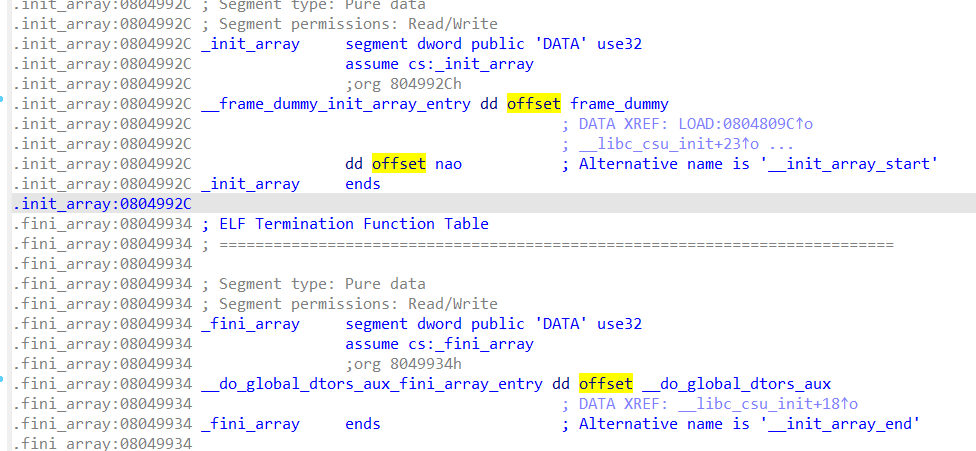 .init_array:0804992C ; Segment type: Pure data
.init_array:0804992C ; Segment permissions: Read/Write
.init_array:0804992C _init_array     segment dword public 'DATA' use32
.init_array:0804992C                 assume cs:_init_array
.init_array:0804992C                 ;org 804992Ch
.init_array:0804992C __frame_dummy_init_array_entry dd offset frame_dummy
.init_array:0804992C                                         ; DATA XREF: LOAD:0804809C↑o
.init_array:0804992C                                         ; __libc_csu_init+23↑o ...
.init_array:0804992C                 dd offset nao           ; Alternative name is '__init_array_start'
.init_array:0804992C _init_array     ends
.init_array:0804992C
.fini_array:08049934 ; ELF Termination Function Table
.fini_array:08049934 ; ===========================================================================
.fini_array:08049934
.fini_array:08049934 ; Segment type: Pure data
.fini_array:08049934 ; Segment permissions: Read/Write
.fini_array:08049934 _fini_array     segment dword public 'DATA' use32
.fini_array:08049934                 assume cs:_fini_array
.fini_array:08049934                 ;org 8049934h
.fini_array:08049934 __do_global_dtors_aux_fini_array_entry dd offset __do_global_dtors_aux
.fini_array:08049934                                         ; DATA XREF: __libc_csu_init+18↑o
.fini_array:08049934 _fini_array     ends                    ; Alternative name is '__init_array_end'
.fini_array:08049934